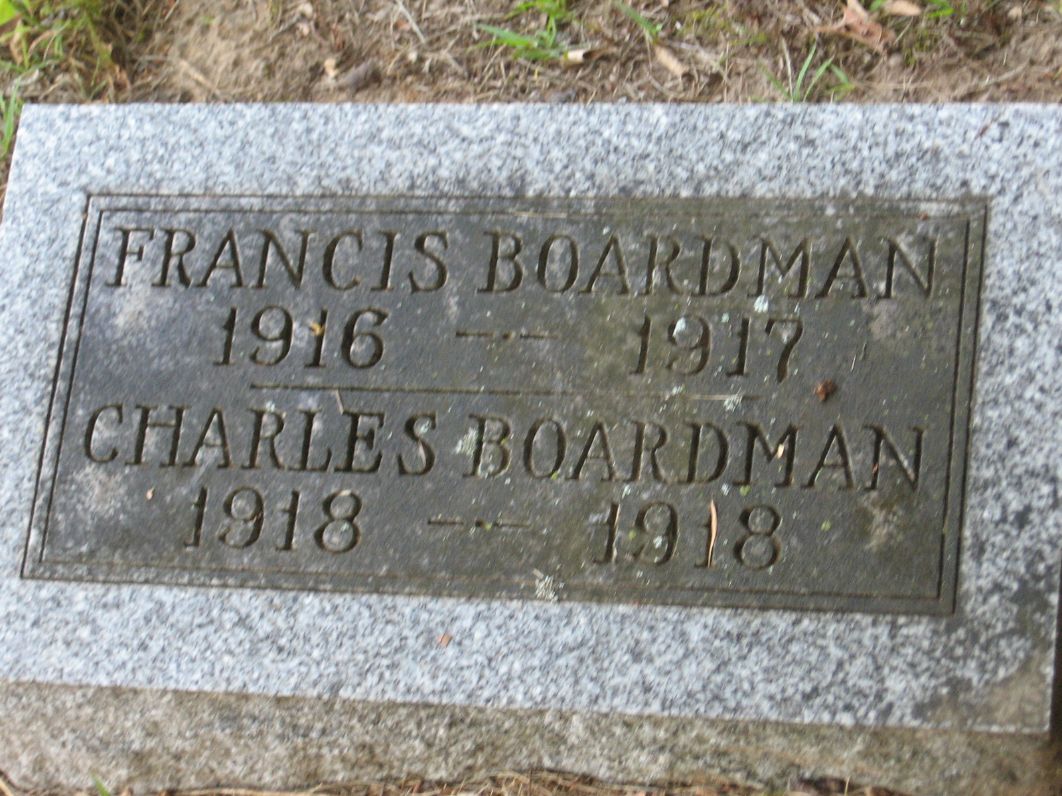 FRANCIS BOARDMAN
1916 -·- 1917
CHARLES BOARDMAN
1918 -·- 1918